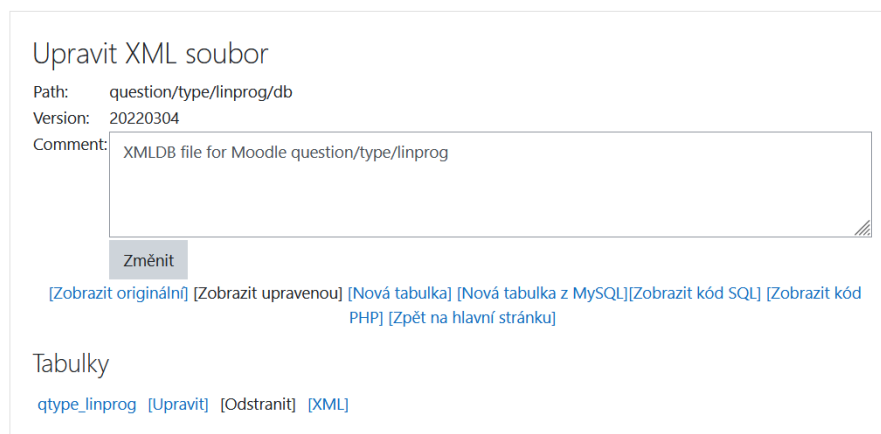 Upravit XML soubor
Path: question/type/linprog/db
Version: 20220304
Comment: XMLDB file for Moodle question/type/linprog
Změnit
[Zobrazit originální] [Zobrazit upravenou] [Nová tabulka] [Nová tabulka z MySQL][Zobrazit kód SQL] [Zobrazit kód
PHP] [Zpět na hlavní stránku]
Tabulky
qtype_linprog [Upravit] [Odstranit] [XML]